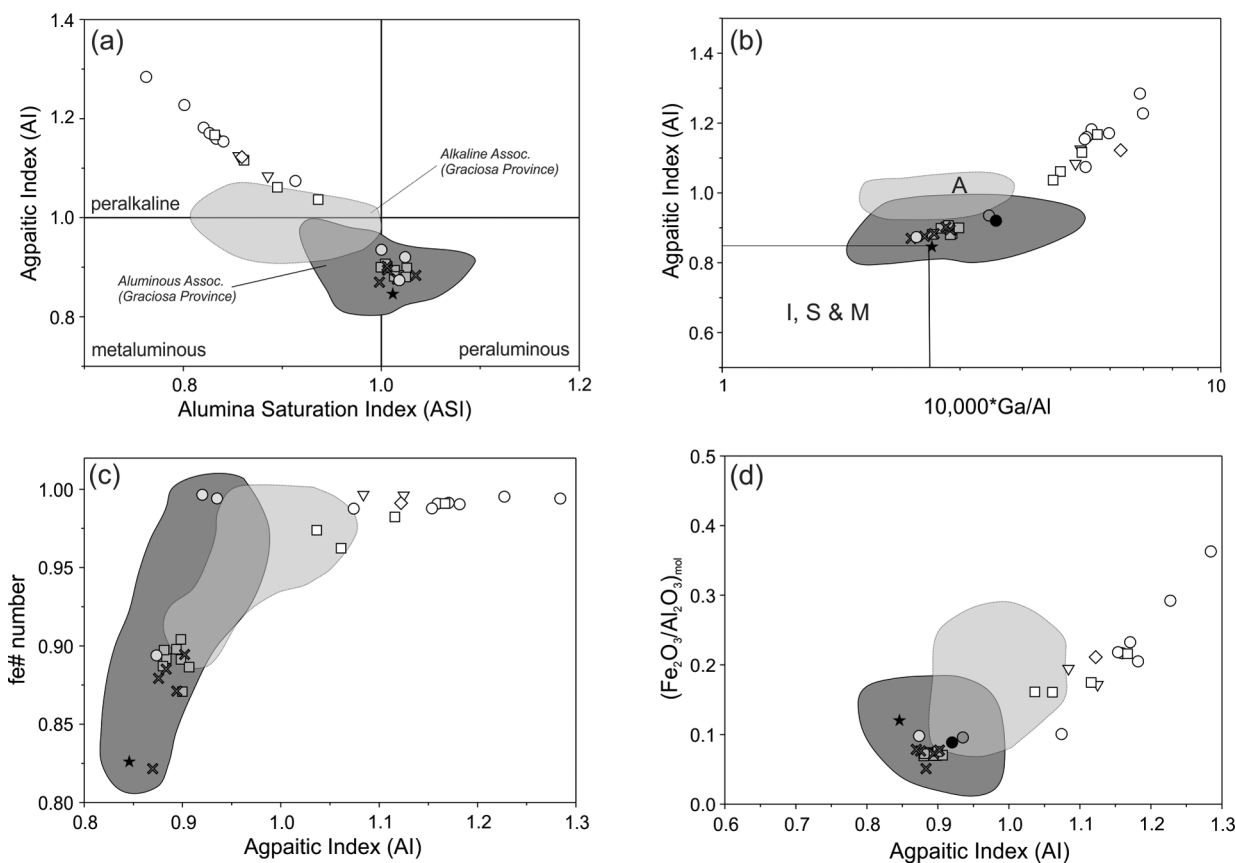 (a)
1.4
1.2
1.0
0.8
Agpaitic Index (AI)
Alkaline Assoc.
(Graciosa Province)
peralkaline
Aluminous Assoc.
(Graciosa Province)
metaluminous
peraluminous
0.8
1.0
1.2
Alumina Saturation Index (ASI)
(b)
1.4
1.2
1.0
0.8
0.6
Agpaitic Index (AI)
A
I, S & M
1
10
10,000*Ga/Al
(c)
1.00
0.95
0.90
0.85
0.80
fe# number
0.8
0.9
1.0
1.1
1.2
1.3
Agpaitic Index (AI)
(d)
0.5
0.4
0.3
0.2
0.1
0.0
(Fe₂O₃/Al₂O₃)mol
0.6
0.7
0.8
0.9
1.0
1.1
1.2
1.3
Agpaitic Index (AI)